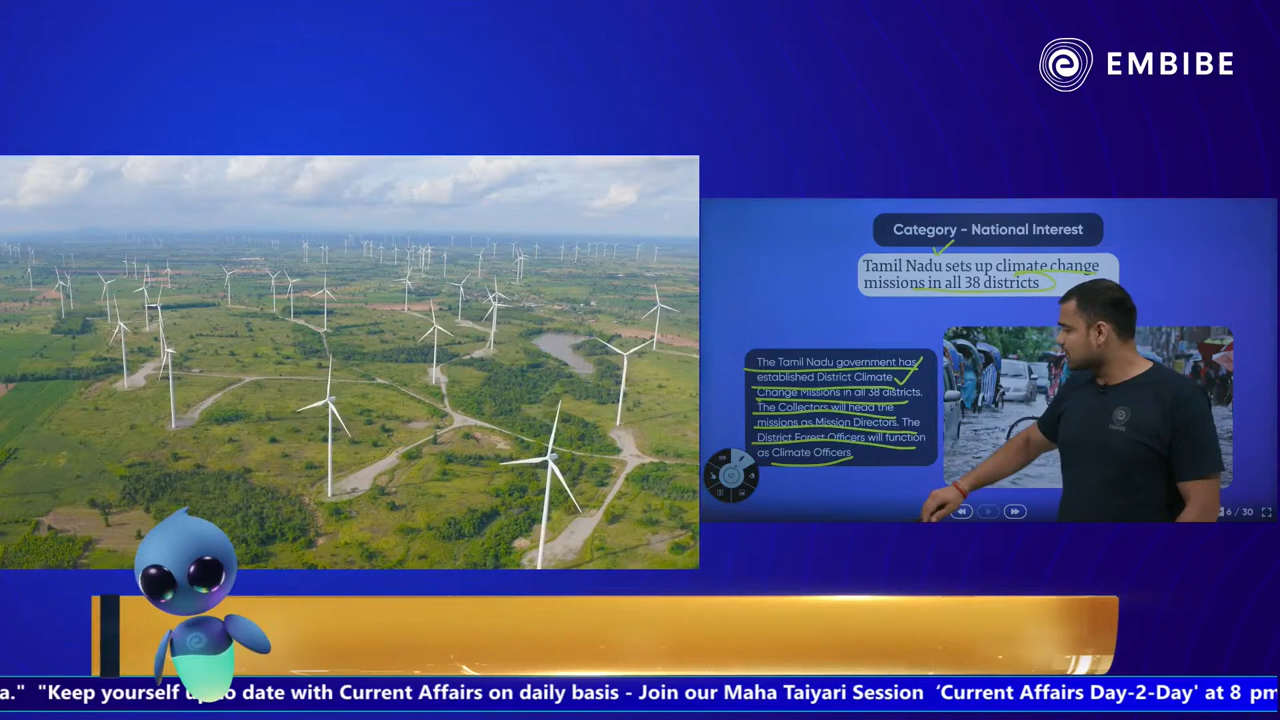 EMBIBE
Category - National Interest
Tamil Nadu sets up climate change
missions in all 38 districts
The Tamil Nadu government has
established District Climate
Change Missions in all 38 districts.
The Collectors will head the
missions as Mission Directors. The
District Forest Officers will function
as Climate Officers
6 / 30
a." "Keep yourself up to date with Current Affairs on daily basis - Join our Maha Taiyari Session ‘Current Affairs Day-2-Day' at 8 pm